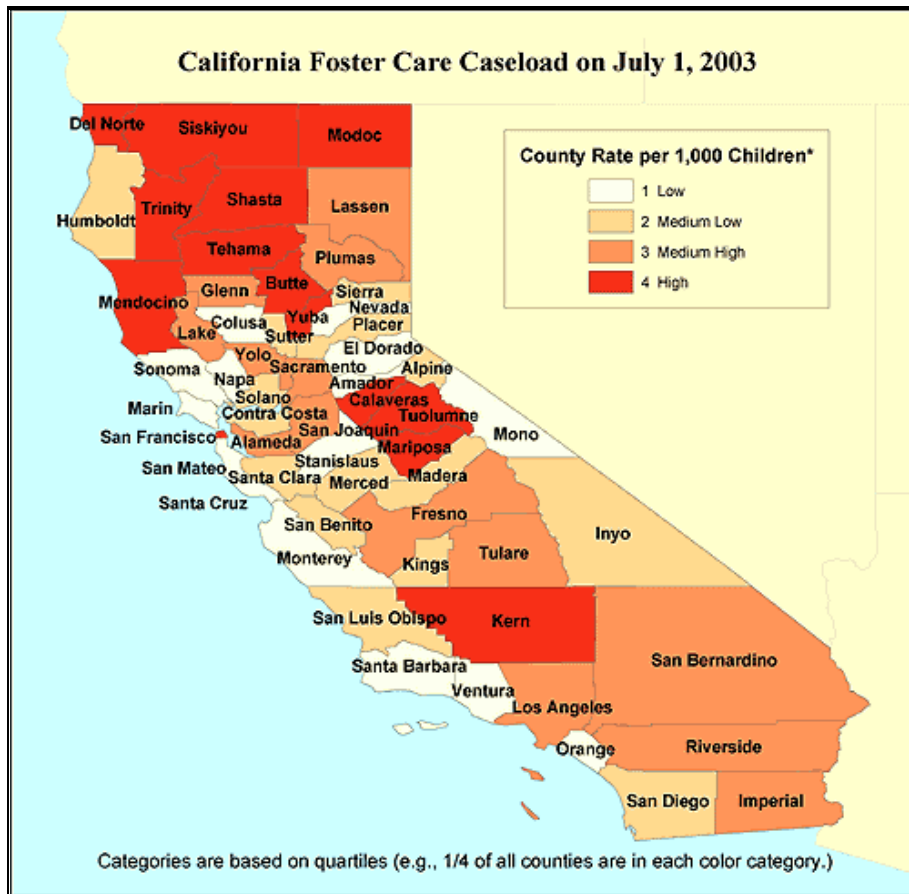 California Foster Care Caseload on July 1, 2003
County Rate per 1,000 Children*
1 Low
2 Medium Low
3 Medium High
4 High
Del Norte
Siskiyou
Modoc
Humboldt
Trinity
Shasta
Lassen
Tehama
Plumas
Mendocino
Glenn
Butte
Sierra
Colusa
Yuba
Nevada
Placer
Lake
Sutter
El Dorado
Sonoma
Yolo
Sacramento
Alpine
Napa
Amador
Solano
Calaveras
Marin
Contra Costa
Tuolumne
San Francisco
Alameda
San Joaquin
Mariposa
Mono
San Mateo
Stanislaus
Santa Clara
Merced
Madera
Santa Cruz
San Benito
Fresno
Inyo
Monterey
Kings
Tulare
San Luis Obispo
Kern
Santa Barbara
San Bernardino
Ventura
Los Angeles
Orange
Riverside
San Diego
Imperial
Categories are based on quartiles (e.g., 1/4 of all counties are in each color category.)